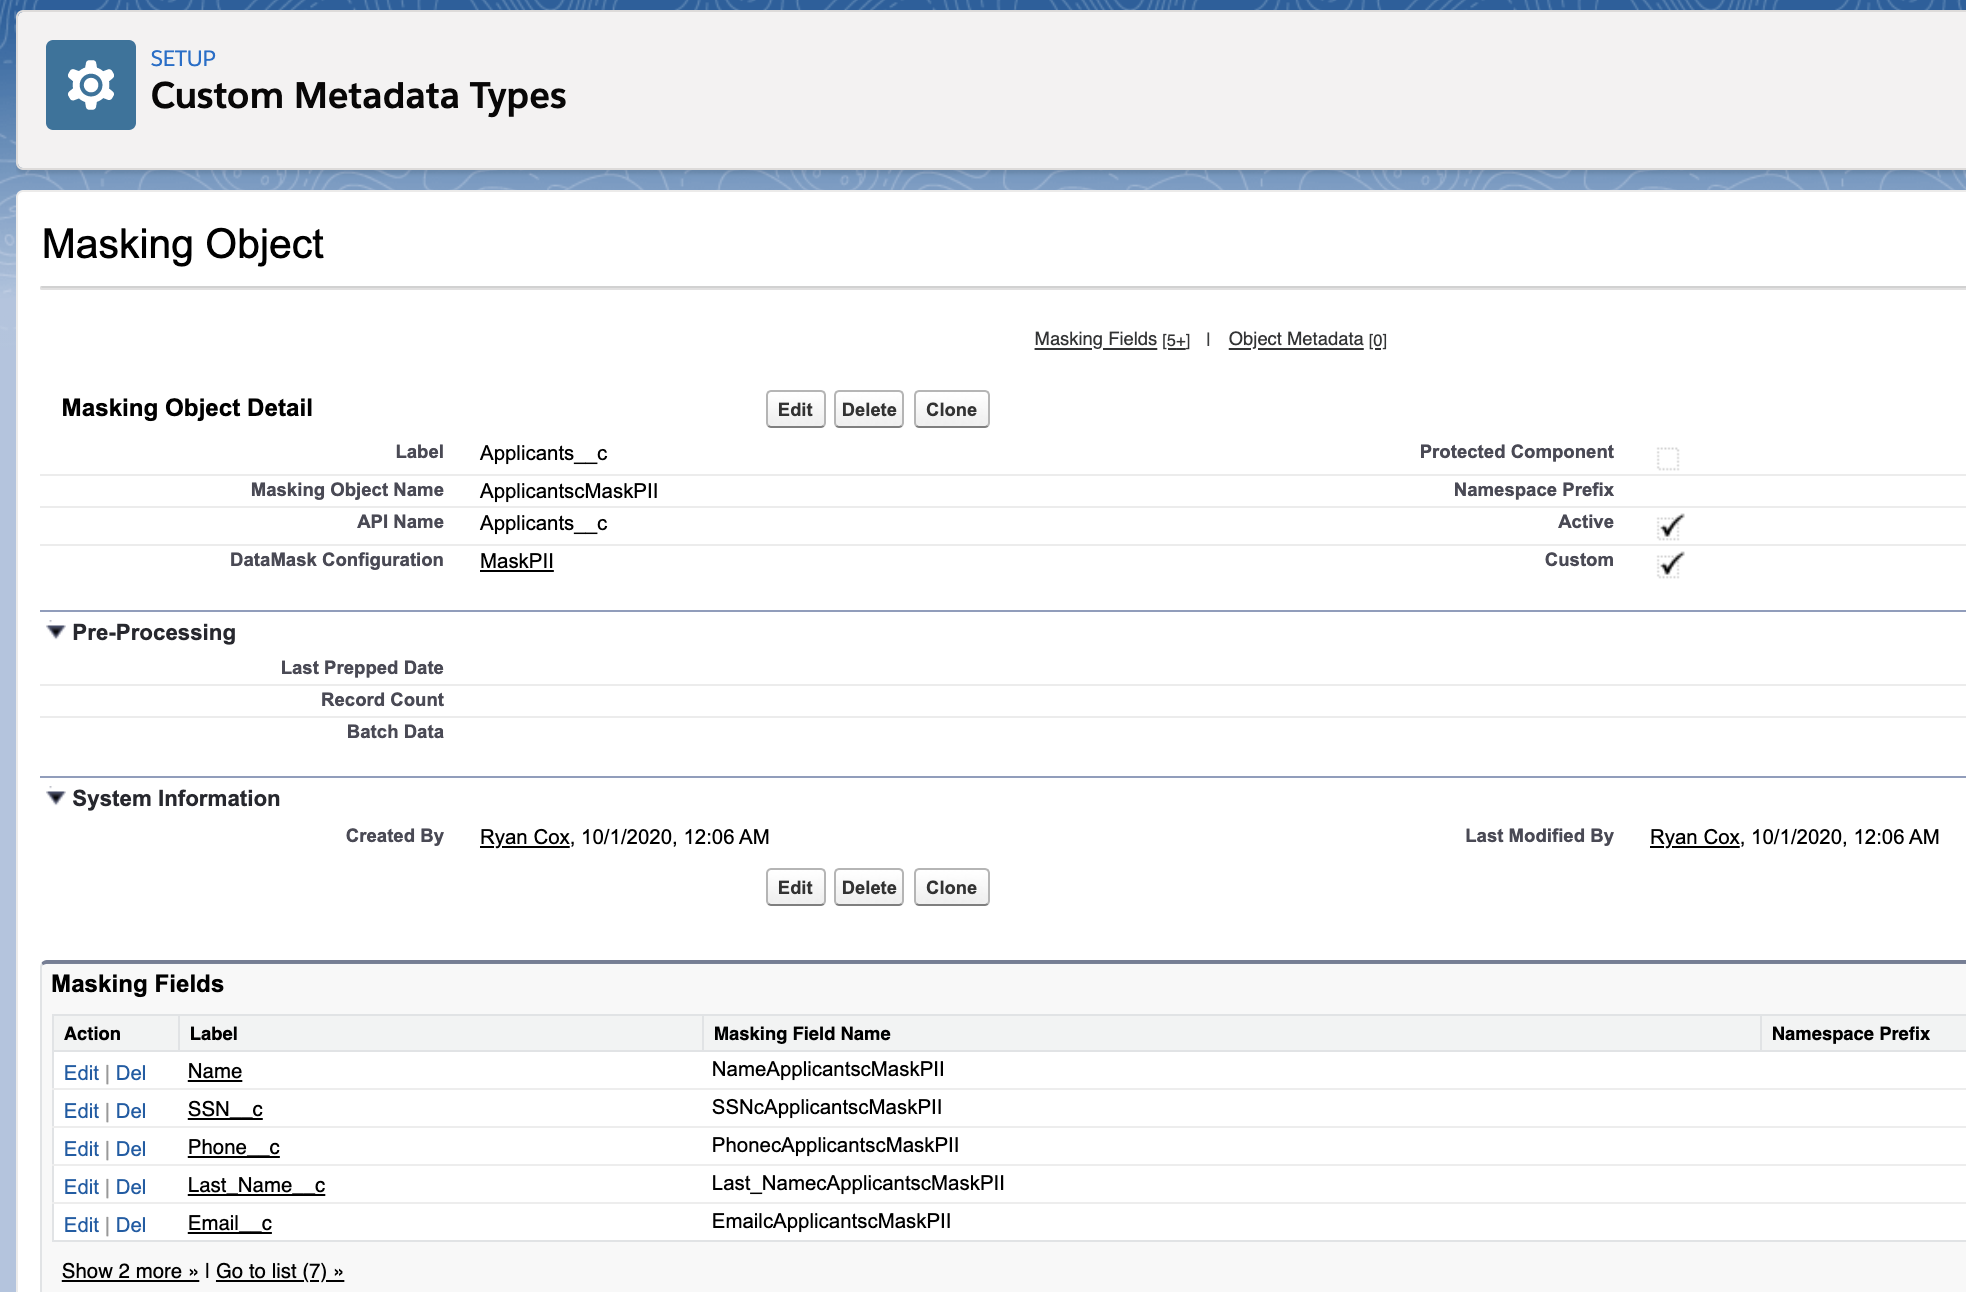 SETUP
Custom Metadata Types
Masking Object
Masking Fields [5+] | Object Metadata [0]
Masking Object Detail Edit Delete Clone
Label Applicants__c Protected Component
Masking Object Name ApplicantscMaskPII Namespace Prefix
API Name Applicants__c Active
DataMask Configuration MaskPII Custom
Pre-Processing
Last Prepped Date
Record Count
Batch Data
System Information
Created By Ryan Cox, 10/1/2020, 12:06 AM Last Modified By Ryan Cox, 10/1/2020, 12:06 AM
Edit Delete Clone
Masking Fields
Action Label Masking Field Name Namespace Prefix
Edit | Del Name NameApplicantscMaskPII
Edit | Del SSN__c SSNcApplicantscMaskPII
Edit | Del Phone__c PhonecApplicantscMaskPII
Edit | Del Last_Name__c Last_NamecApplicantscMaskPII
Edit | Del Email__c EmailcApplicantscMaskPII
Show 2 more » | Go to list (7) »